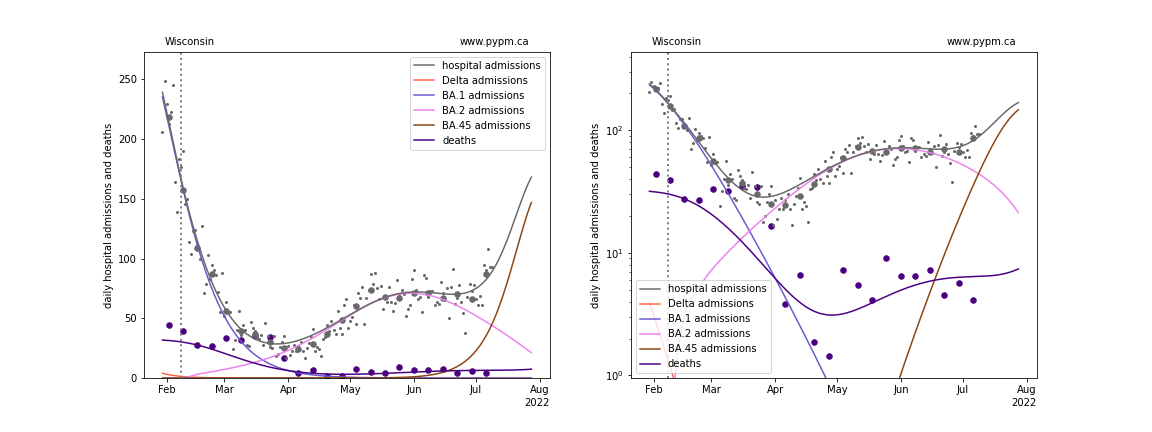 Wisconsin www.pypm.ca
hospital admissions
Delta admissions
BA.1 admissions
BA.2 admissions
BA.45 admissions
deaths
daily hospital admissions and deaths
250
200
150
100
50
0
Feb Mar Apr May Jun Jul Aug
2022
Wisconsin www.pypm.ca
daily hospital admissions and deaths
10²
10¹
10⁰
hospital admissions
Delta admissions
BA.1 admissions
BA.2 admissions
BA.45 admissions
deaths
Feb Mar Apr May Jun Jul Aug
2022